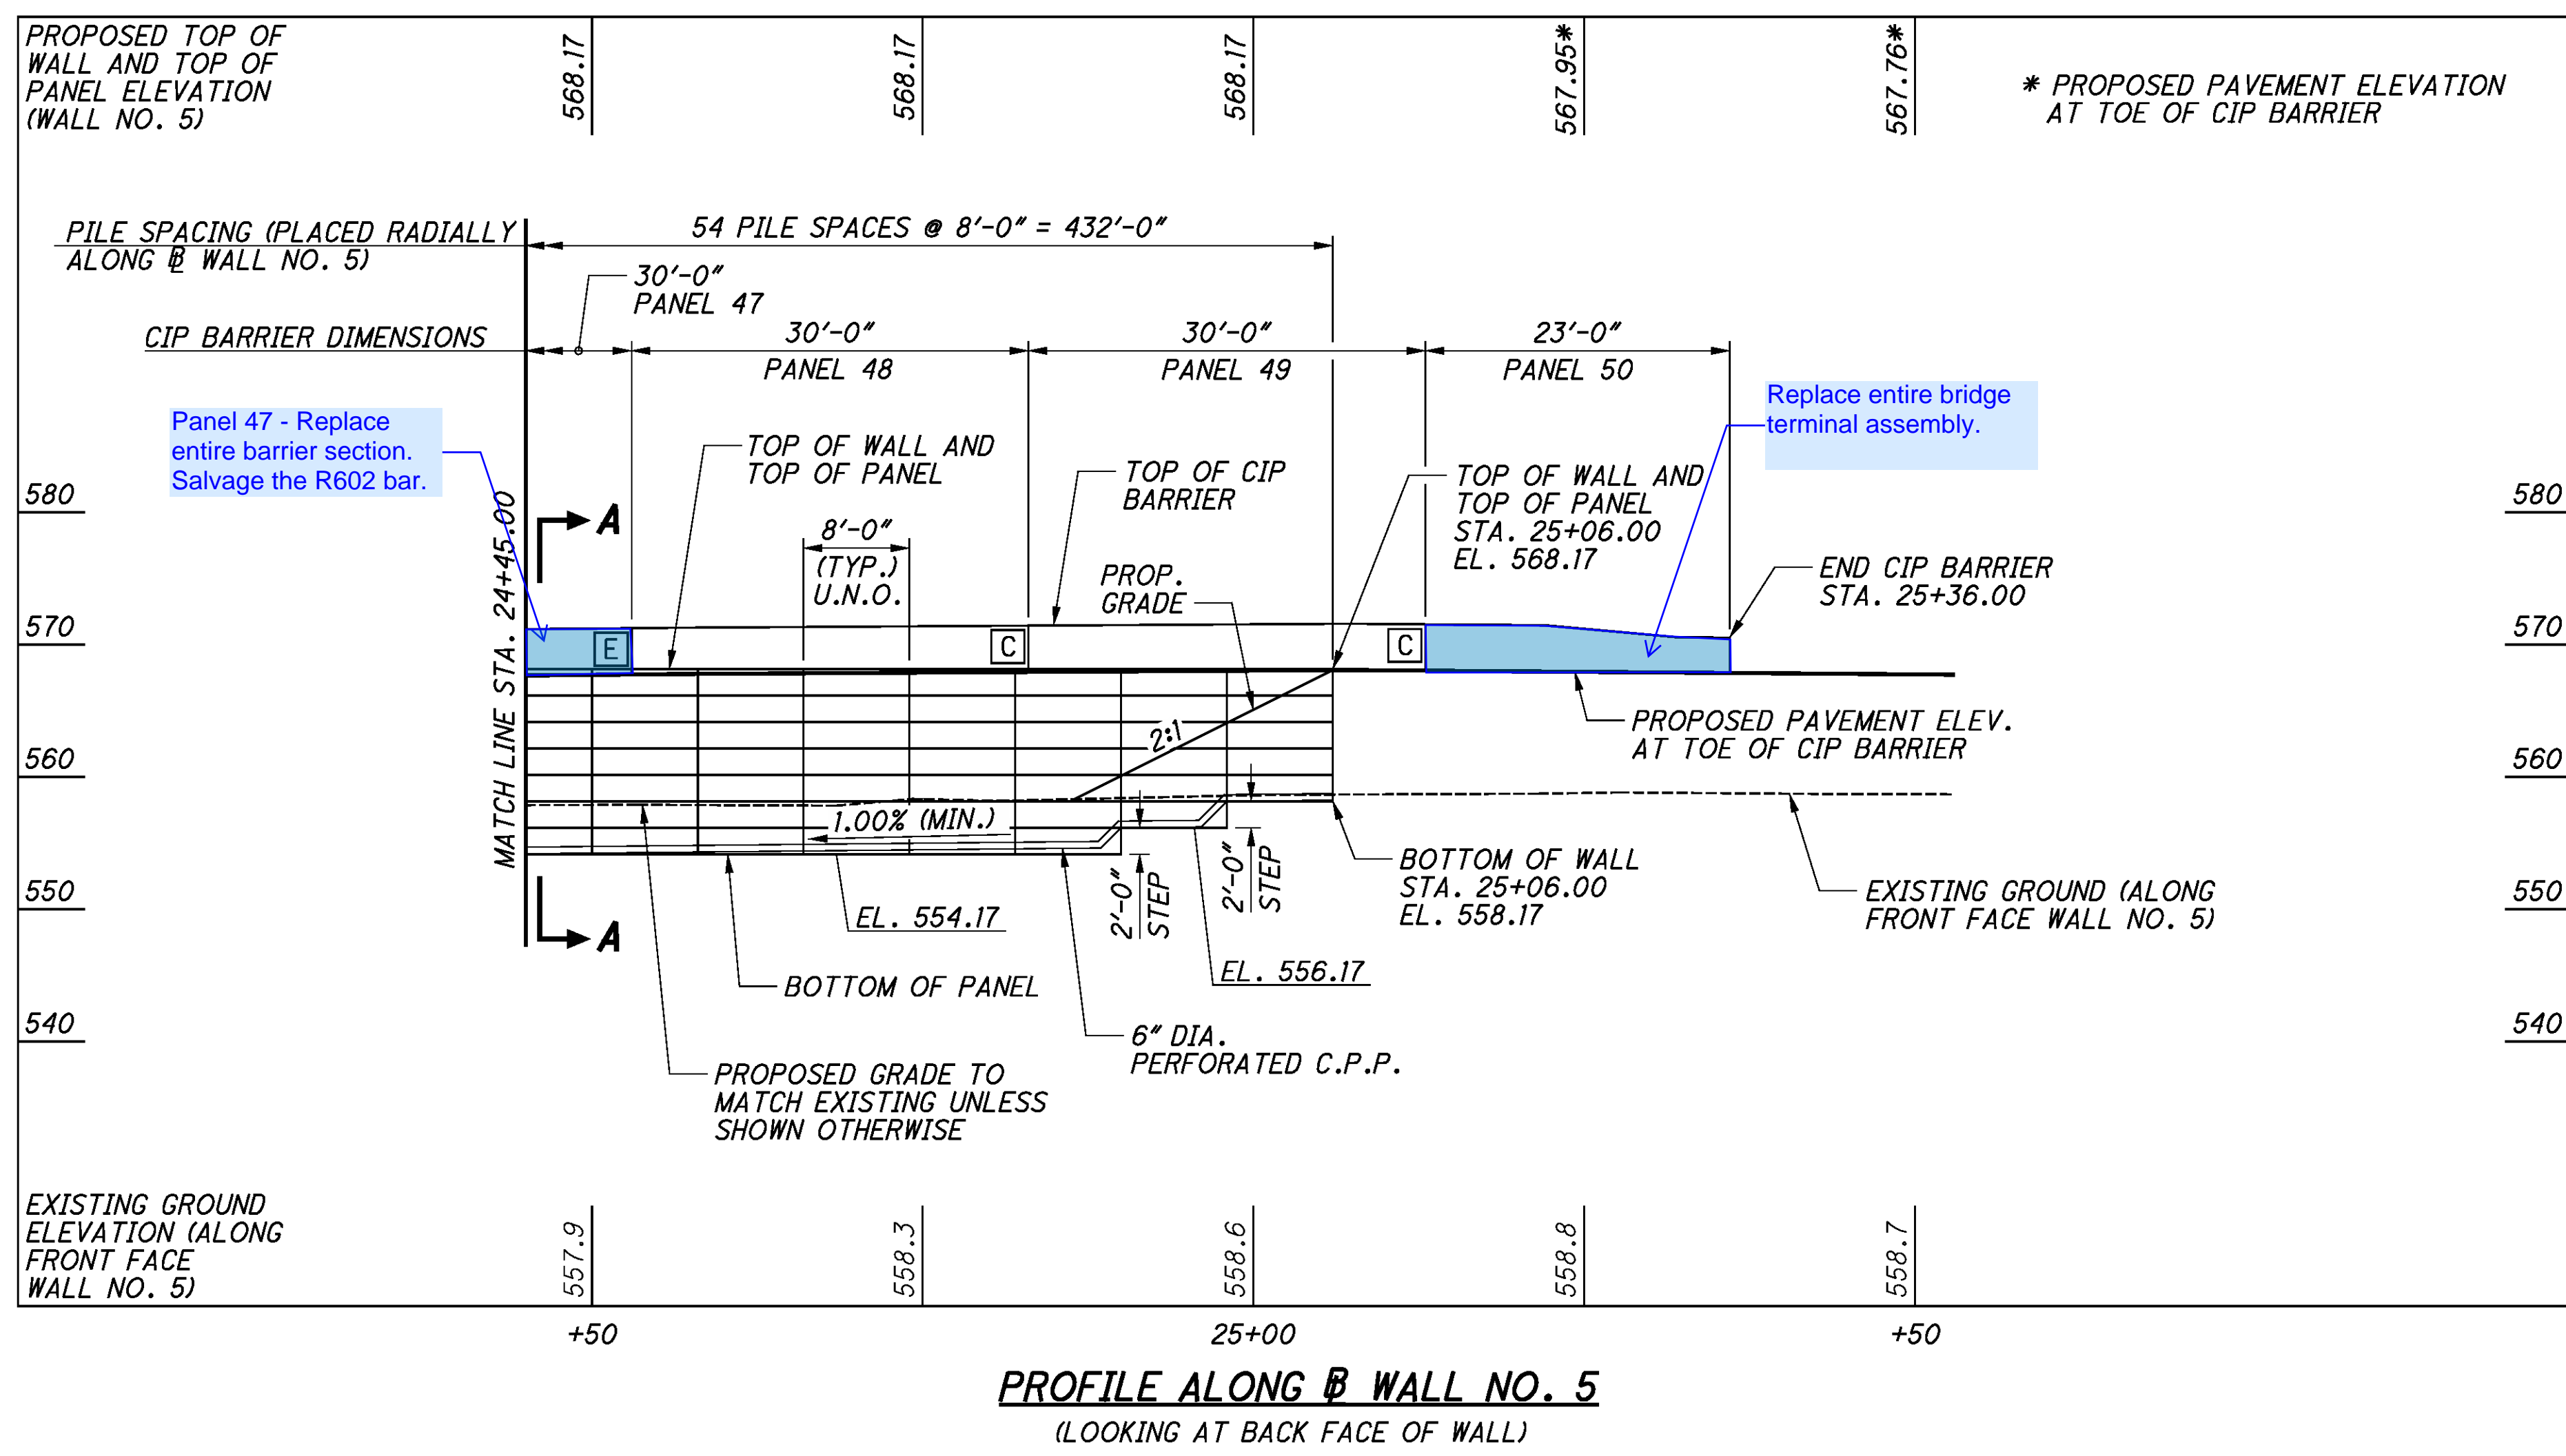 PROPOSED TOP OF
WALL AND TOP OF
PANEL ELEVATION
(WALL NO. 5)
568.17
568.17
568.17
567.95*
567.76*
* PROPOSED PAVEMENT ELEVATION
AT TOE OF CIP BARRIER
PILE SPACING (PLACED RADIALLY
ALONG BL WALL NO. 5)
54 PILE SPACES @ 8'-0" = 432'-0"
30'-0"
PANEL 47
CIP BARRIER DIMENSIONS
30'-0"
PANEL 48
30'-0"
PANEL 49
23'-0"
PANEL 50
Panel 47 - Replace
entire barrier section.
Salvage the R602 bar.
Replace entire bridge
terminal assembly.
TOP OF WALL AND
TOP OF PANEL
TOP OF CIP
BARRIER
TOP OF WALL AND
TOP OF PANEL
STA. 25+06.00
EL. 568.17
580
580
MATCH LINE STA. 24+45.00
A
8'-0"
(TYP.)
U.N.O.
PROP.
GRADE
END CIP BARRIER
STA. 25+36.00
570
570
E
C
C
2:1
PROPOSED PAVEMENT ELEV.
AT TOE OF CIP BARRIER
560
560
1.00% (MIN.)
2'-0"
STEP
2'-0"
STEP
BOTTOM OF WALL
STA. 25+06.00
EL. 558.17
EXISTING GROUND (ALONG
FRONT FACE WALL NO. 5)
550
550
A
EL. 554.17
EL. 556.17
BOTTOM OF PANEL
540
540
6" DIA.
PERFORATED C.P.P.
PROPOSED GRADE TO
MATCH EXISTING UNLESS
SHOWN OTHERWISE
EXISTING GROUND
ELEVATION (ALONG
FRONT FACE
WALL NO. 5)
557.9
558.3
558.6
558.8
558.7
+50
25+00
+50
PROFILE ALONG BL WALL NO. 5
(LOOKING AT BACK FACE OF WALL)